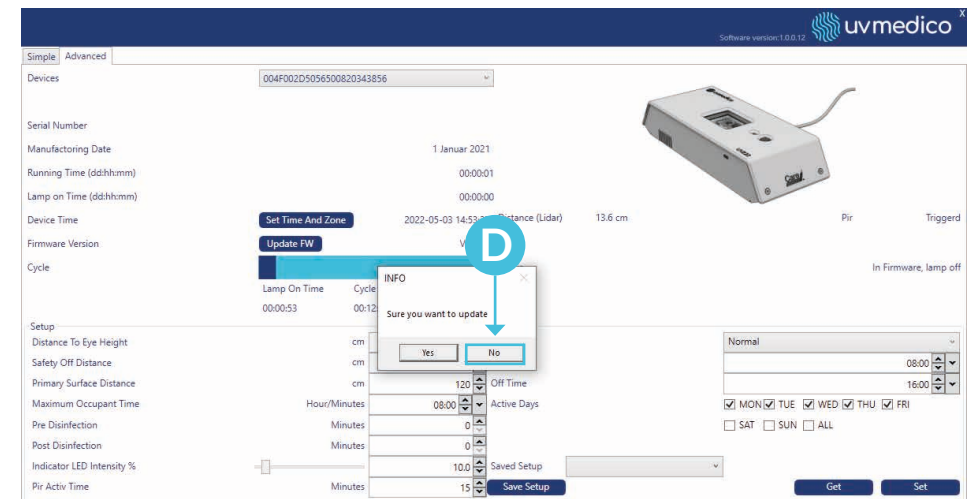 x
Software version:1.0.0.12 uvmedico
Simple Advanced
Devices 004F002D5056500820343856
Serial Number
Manufactoring Date 1 Januar 2021
Running Time (dd:hh:mm) 00:00:01
Lamp on Time (dd:hh:mm) 00:00:00
Device Time Set Time And Zone 2022-05-03 14:53 Distance (Lidar) 13.6 cm Pir Triggerd
Firmware Version Update FW
D
Cycle In Firmware, lamp off
INFO
Lamp On Time Cycle
00:00:53 00:12
Sure you want to update
Yes No
Setup
Distance To Eye Height cm Normal
Safety Off Distance cm 08:00
Primary Surface Distance cm 120 Off Time 16:00
Maximum Occupant Time Hour/Minutes 08:00 Active Days MON TUE WED THU FRI
Pre Disinfection Minutes 0 SAT SUN ALL
Post Disinfection Minutes 0
Indicator LED Intensity % 10.0 Saved Setup
Pir Activ Time Minutes 15 Save Setup Get Set